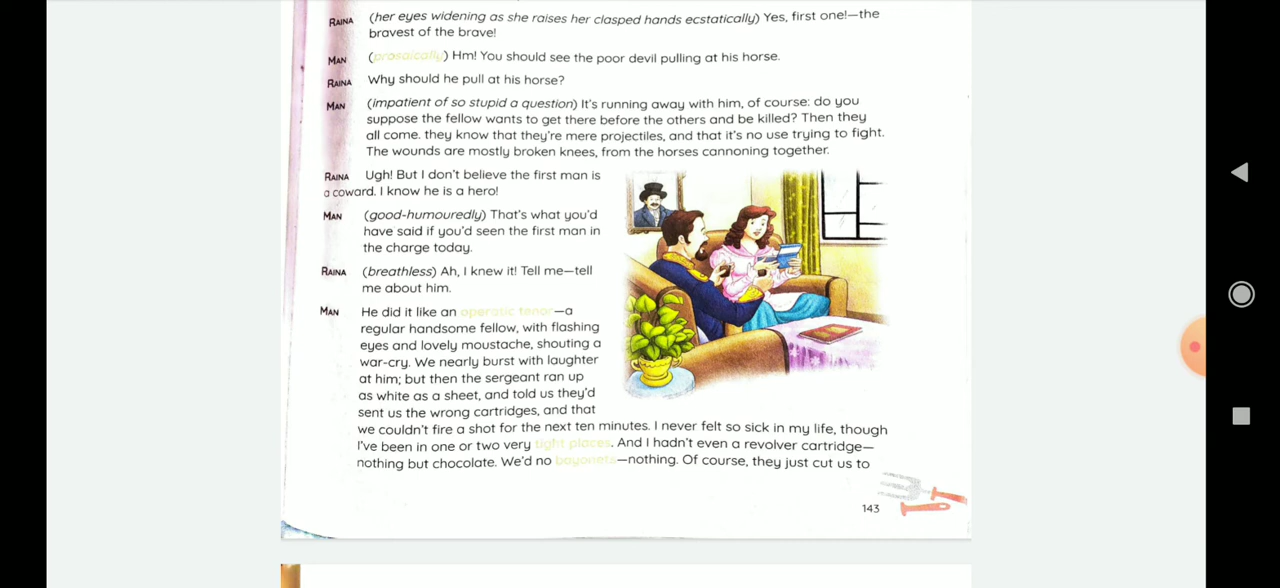 RAINA (her eyes widening as she raises her clasped hands ecstatically) Yes, first one!—the
bravest of the brave!
MAN (prosaically) Hm! You should see the poor devil pulling at his horse.
RAINA Why should he pull at his horse?
MAN (impatient of so stupid a question) It's running away with him, of course: do you
suppose the fellow wants to get there before the others and be killed? Then they
all come. they know that they're mere projectiles, and that it's no use trying to fight.
The wounds are mostly broken knees, from the horses cannoning together.
RAINA Ugh! But I don't believe the first man is
a coward. I know he is a hero!
MAN (good-humouredly) That's what you'd
have said if you'd seen the first man in
the charge today.
RAINA (breathless) Ah, I knew it! Tell me—tell
me about him.
MAN He did it like an operatic tenor—a
regular handsome fellow, with flashing
eyes and lovely moustache, shouting a
war-cry. We nearly burst with laughter
at him; but then the sergeant ran up
as white as a sheet, and told us they'd
sent us the wrong cartridges, and that
we couldn't fire a shot for the next ten minutes. I never felt so sick in my life, though
I've been in one or two very tight places. And I hadn't even a revolver cartridge—
nothing but chocolate. We'd no bayonets—nothing. Of course, they just cut us to
143